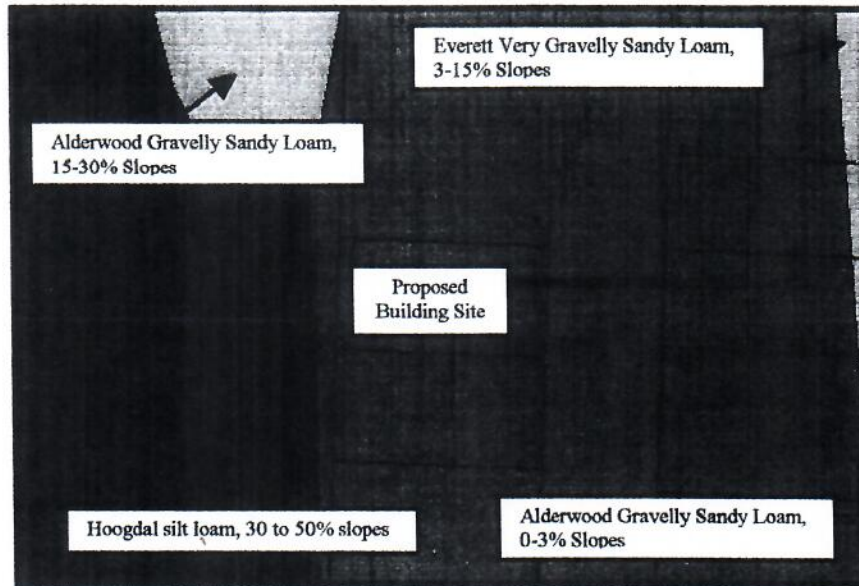 Everett Very Gravelly Sandy Loam,
3-15% Slopes
Alderwood Gravelly Sandy Loam,
15-30% Slopes
Proposed
Building Site
Hoogdal silt loam, 30 to 50% slopes
Alderwood Gravelly Sandy Loam,
0-3% Slopes